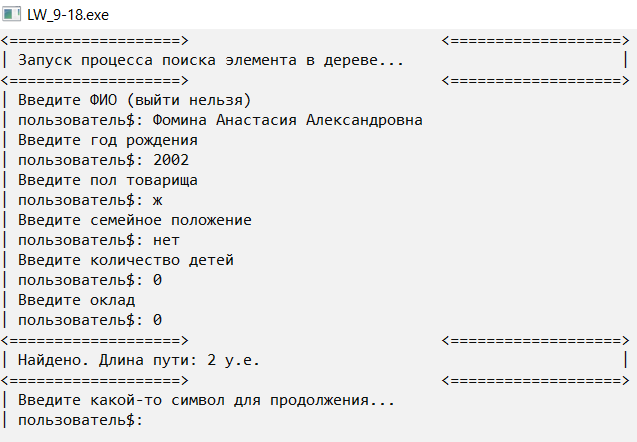 LW_9-18.exe
<===================> <===================>
| Запуск процесса поиска элемента в дереве... |
<===================> <===================>
| Введите ФИО (выйти нельзя)
| пользователь$: Фомина Анастасия Александровна
| Введите год рождения
| пользователь$: 2002
| Введите пол товарища
| пользователь$: ж
| Введите семейное положение
| пользователь$: нет
| Введите количество детей
| пользователь$: 0
| Введите оклад
| пользователь$: 0
<===================> <===================>
| Найдено. Длина пути: 2 у.е. |
<===================> <===================>
| Введите какой-то символ для продолжения...
| пользователь$: